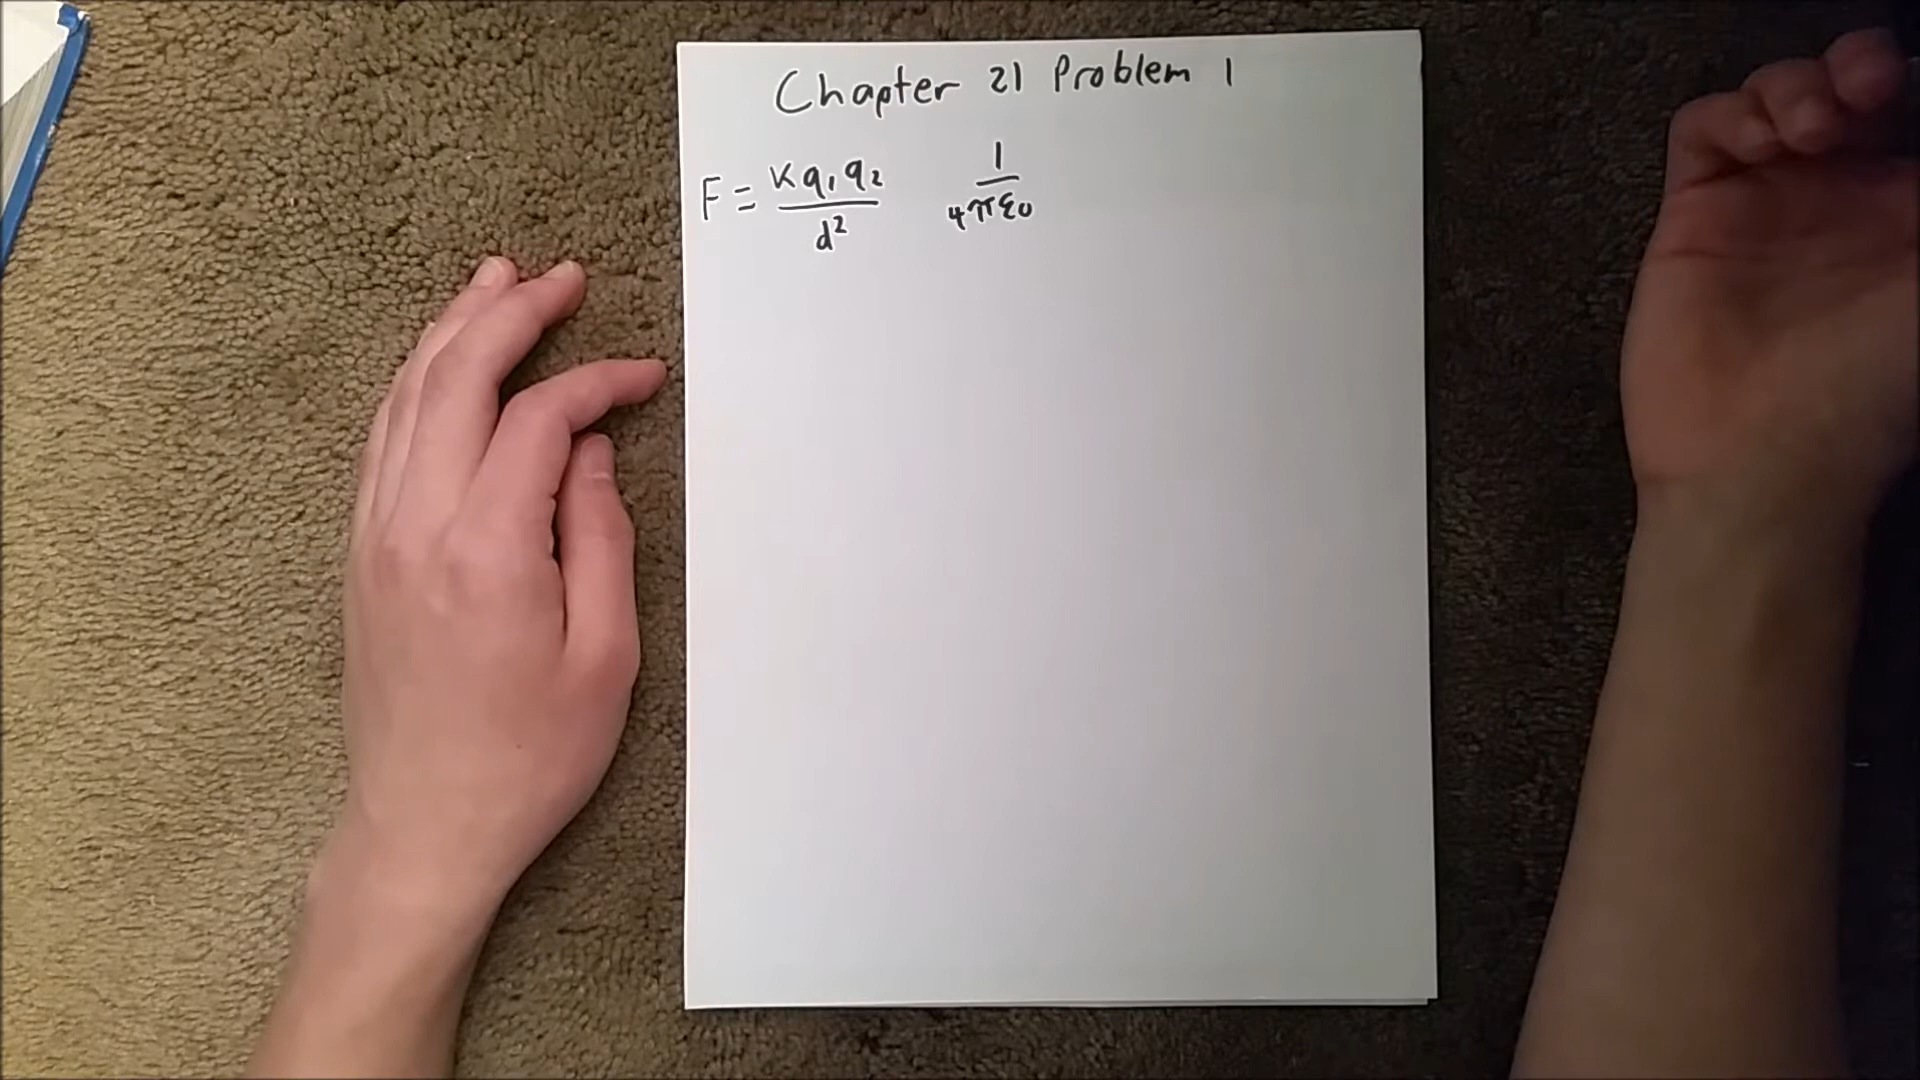 Chapter 21 Problem 1
F = Kq₁q₂/d² 1/4πε₀